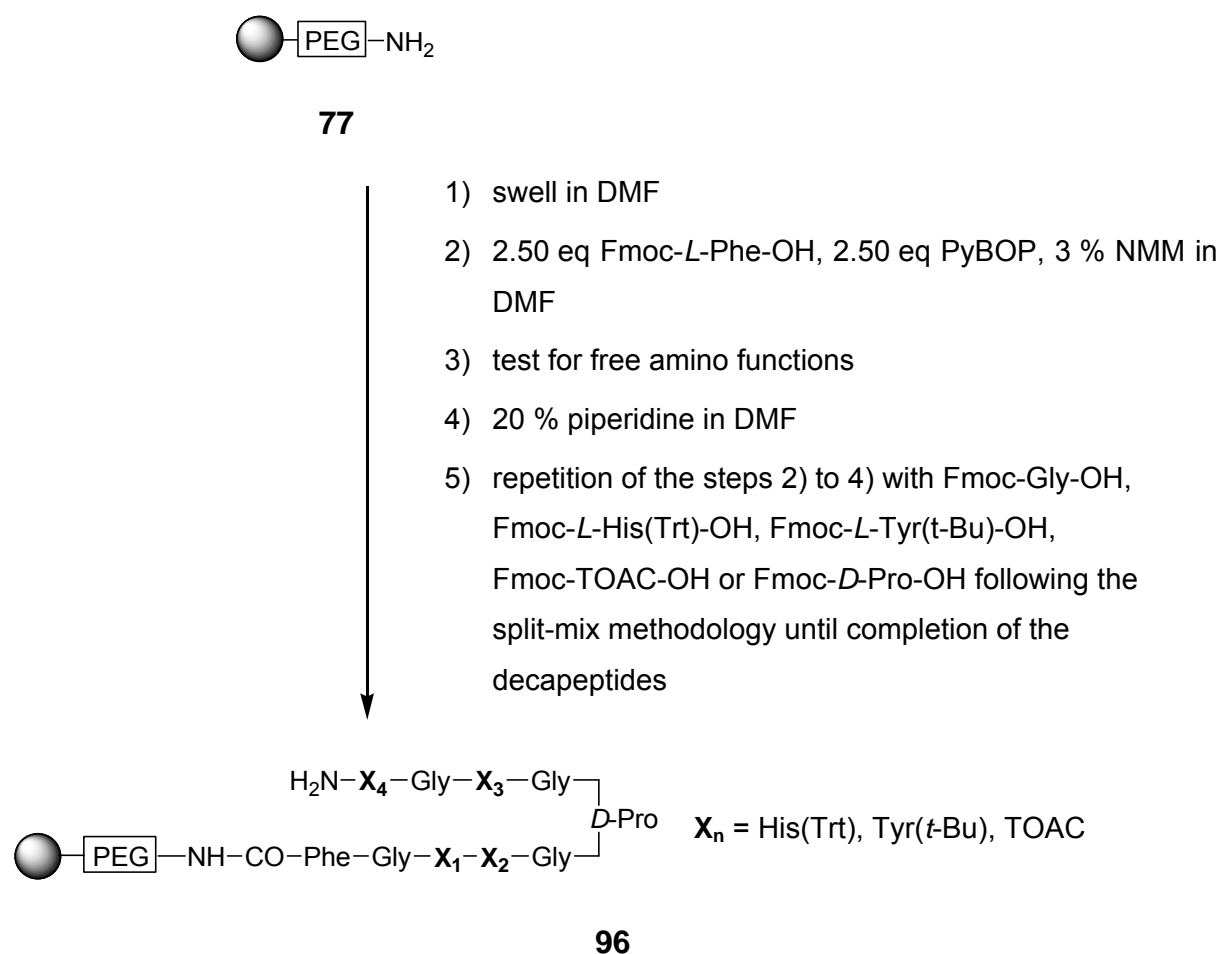 PEG–NH₂
77
1) swell in DMF
2) 2.50 eq Fmoc-L-Phe-OH, 2.50 eq PyBOP, 3 % NMM in
DMF
3) test for free amino functions
4) 20 % piperidine in DMF
5) repetition of the steps 2) to 4) with Fmoc-Gly-OH,
Fmoc-L-His(Trt)-OH, Fmoc-L-Tyr(t-Bu)-OH,
Fmoc-TOAC-OH or Fmoc-D-Pro-OH following the
split-mix methodology until completion of the
decapeptides
H₂N–X₄–Gly–X₃–Gly
D-Pro
Xₙ = His(Trt), Tyr(t-Bu), TOAC
PEG–NH–CO–Phe–Gly–X₁–X₂–Gly
96